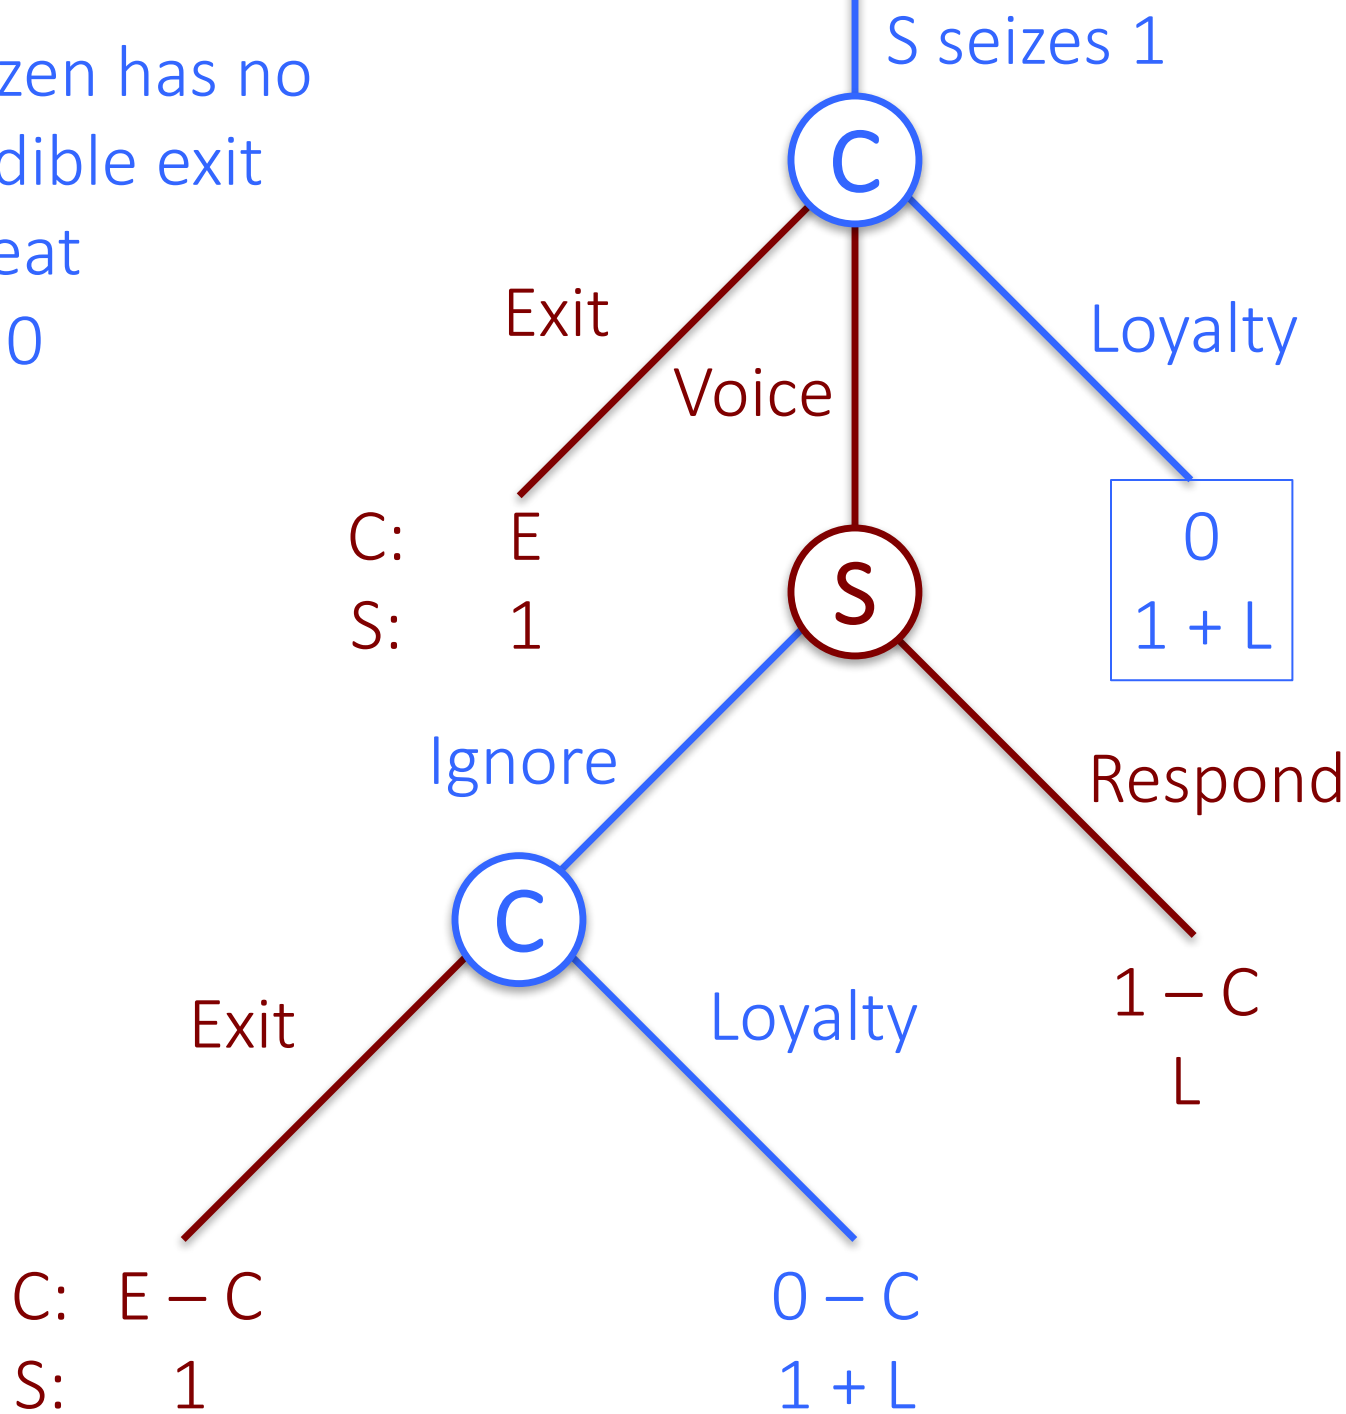 S seizes 1
zen has no
dible exit
eat
0
C
Exit
Voice
Loyalty
C: E 0
S: 1 1 + L
S
Ignore
Respond
C
Exit
Loyalty
1 – C
L
C: E – C 0 – C
S: 1 1 + L